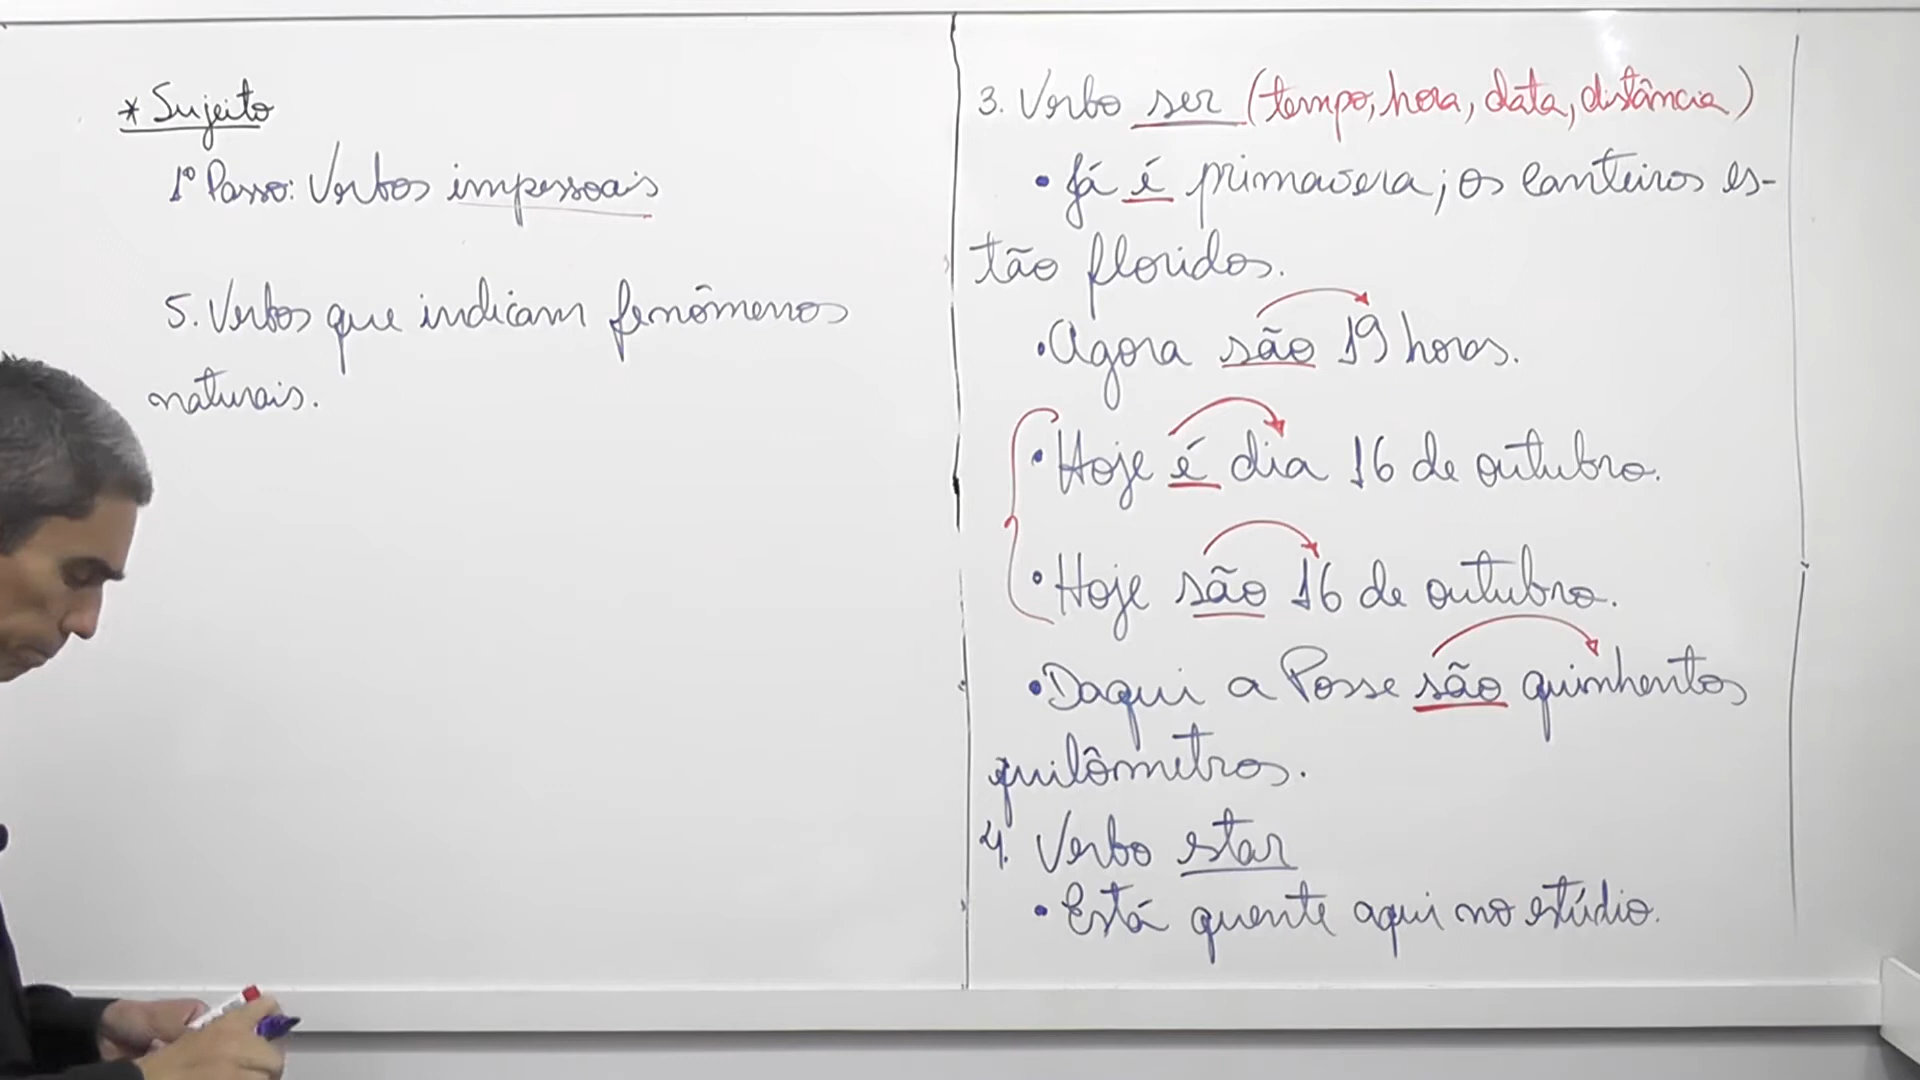 * Sujeito
1º Passo: Verbos impessoais
5. Verbos que indicam fenômenos
naturais.
3. Verbo ser (tempo, hora, data, distância)
• Já é primavera; os canteiros es-
tão floridos.
• Agora são 19 horas.
• Hoje é dia 16 de outubro.
• Hoje são 16 de outubro.
• Daqui a Posse são quinhentos
quilômetros.
4. Verbo estar
• Está quente aqui no estúdio.